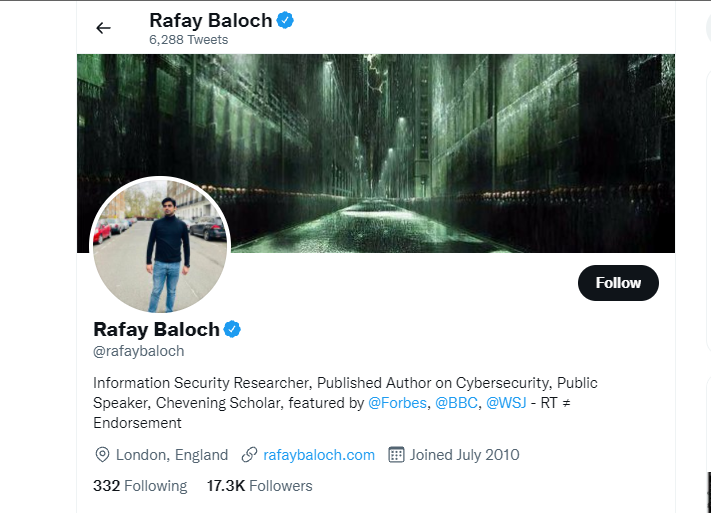 Rafay Baloch
6,288 Tweets
Follow
Rafay Baloch
@rafaybaloch
Information Security Researcher, Published Author on Cybersecurity, Public
Speaker, Chevening Scholar, featured by @Forbes, @BBC, @WSJ - RT ≠
Endorsement
London, England rafaybaloch.com Joined July 2010
332 Following 17.3K Followers